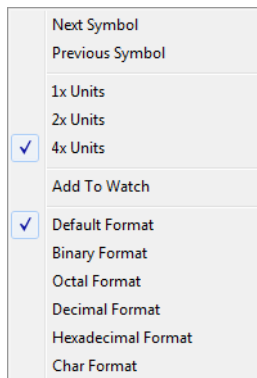 Next Symbol
Previous Symbol
1x Units
2x Units
4x Units
Add To Watch
Default Format
Binary Format
Octal Format
Decimal Format
Hexadecimal Format
Char Format